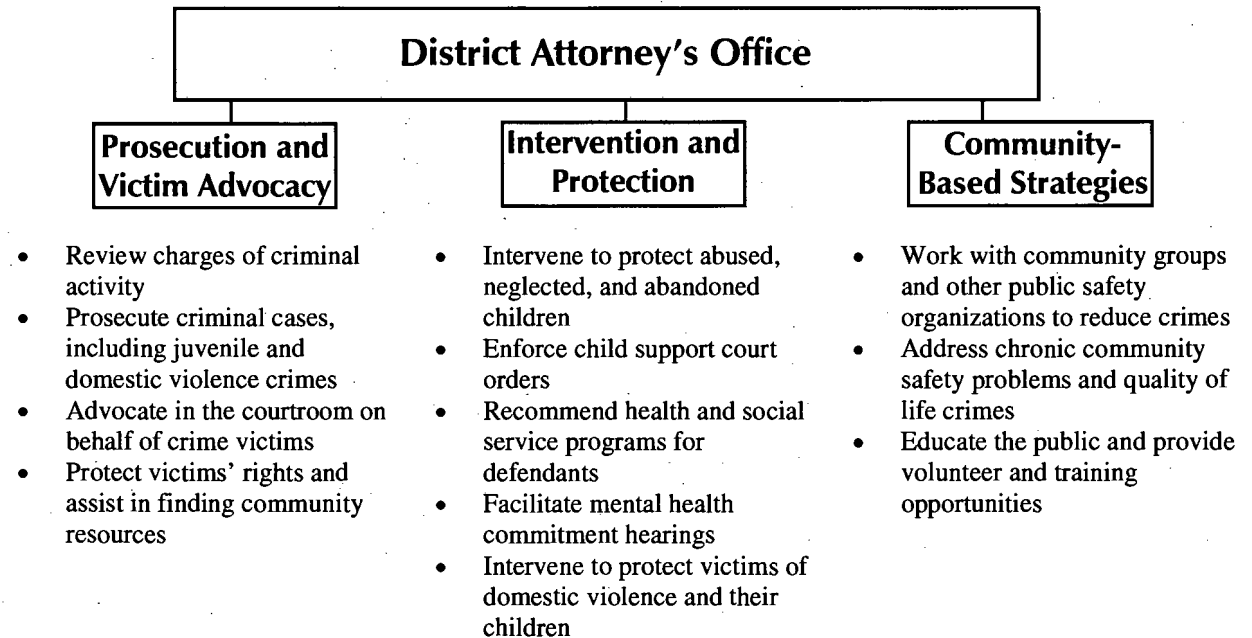 District Attorney's Office
Prosecution and
Victim Advocacy
• Review charges of criminal
activity
• Prosecute criminal cases,
including juvenile and
domestic violence crimes
• Advocate in the courtroom on
behalf of crime victims
• Protect victims' rights and
assist in finding community
resources
Intervention and
Protection
• Intervene to protect abused,
neglected, and abandoned
children
• Enforce child support court
orders
• Recommend health and social
service programs for
defendants
• Facilitate mental health
commitment hearings
• Intervene to protect victims of
domestic violence and their
children
Community-
Based Strategies
• Work with community groups
and other public safety
organizations to reduce crimes
• Address chronic community
safety problems and quality of
life crimes
• Educate the public and provide
volunteer and training
opportunities